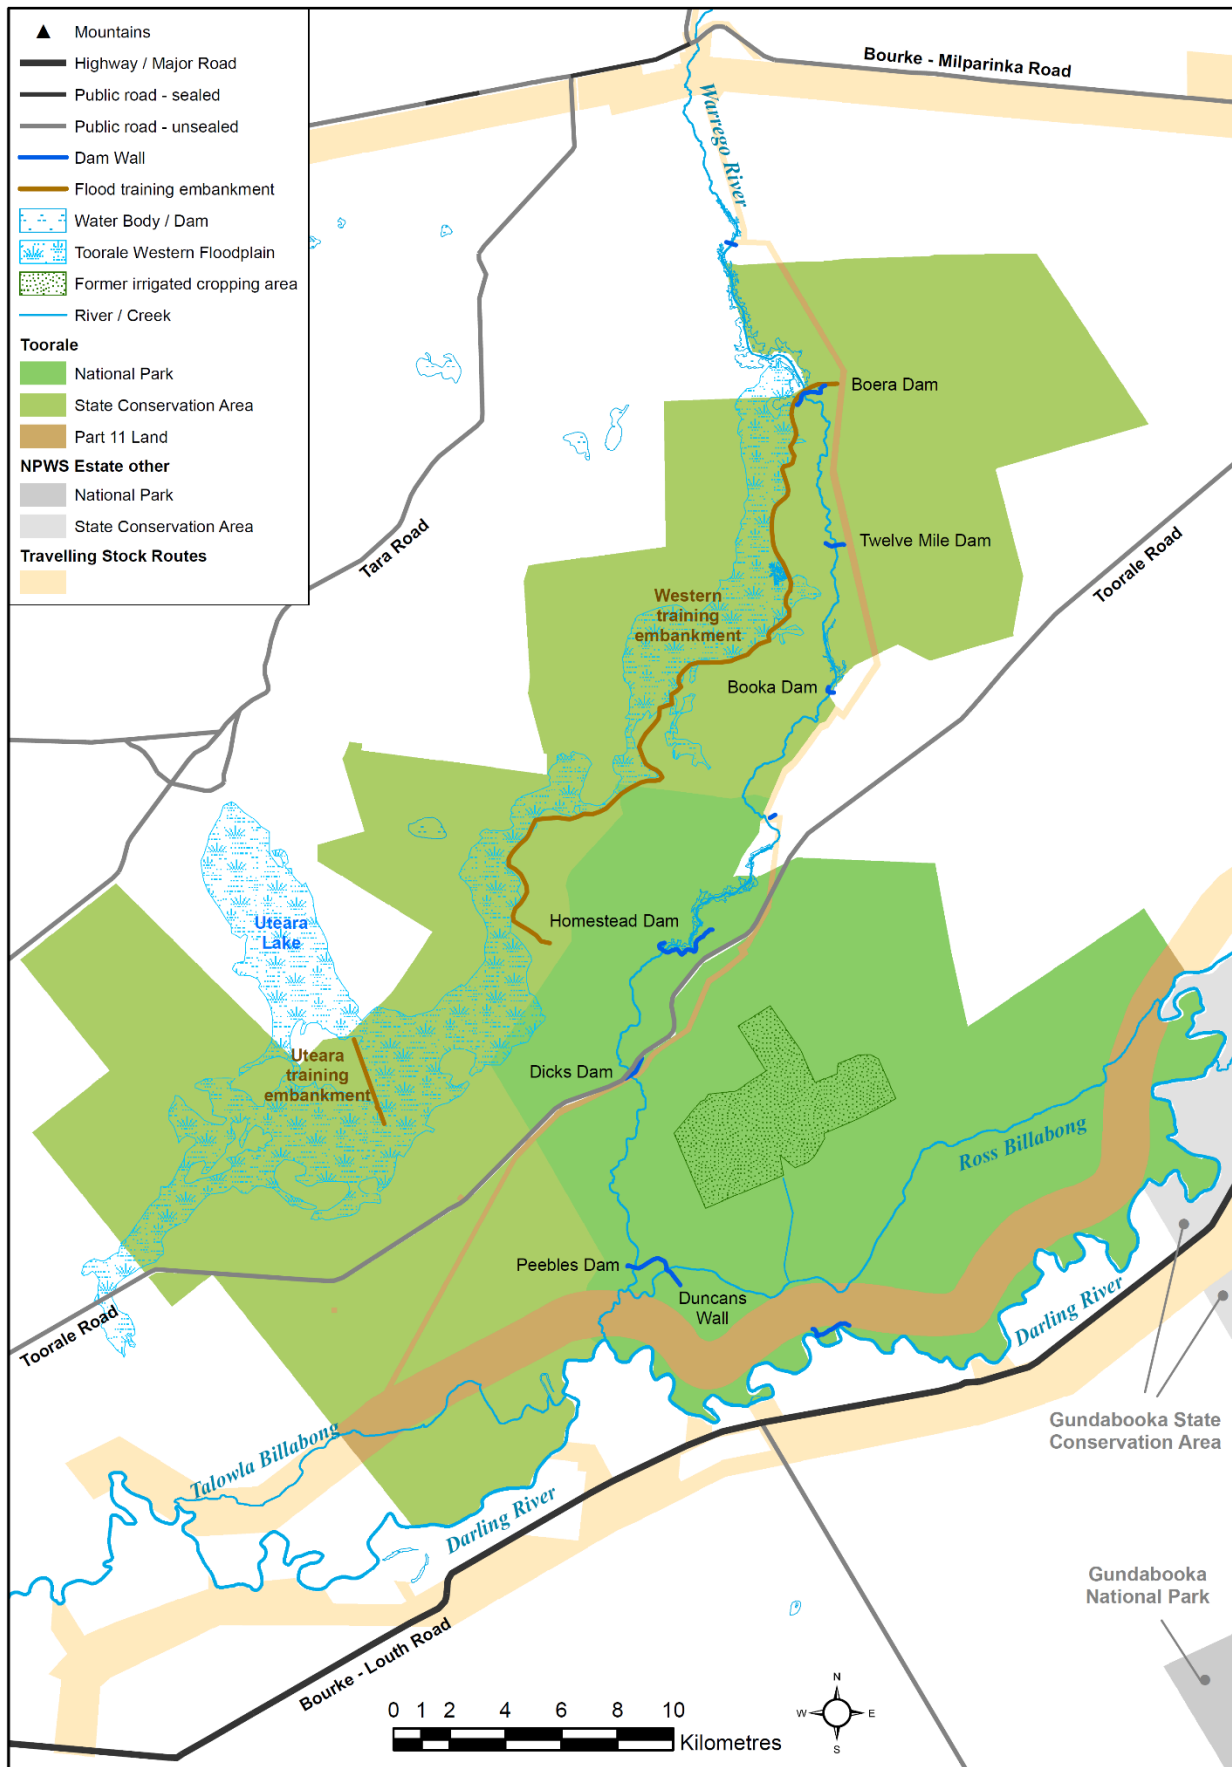 Mountains
Highway / Major Road
Public road - sealed
Public road - unsealed
Dam Wall
Flood training embankment
Water Body / Dam
Toorale Western Floodplain
Former irrigated cropping area
River / Creek
Toorale
National Park
State Conservation Area
Part 11 Land
NPWS Estate other
National Park
State Conservation Area
Travelling Stock Routes
Bourke - Milparinka Road
Warrego River
Boera Dam
Tara Road
Twelve Mile Dam
Toorale Road
Western
training
embankment
Booka Dam
Homestead Dam
Uteara
Lake
Uteara
training
embankment
Dicks Dam
Ross Billabong
Peebles Dam
Duncans
Wall
Darling River
Toorale Road
Gundabooka State
Conservation Area
Talowla Billabong
Darling River
Gundabooka
National Park
Bourke - Louth Road
0 1 2 4 6 8 10
Kilometres
N
W E
S